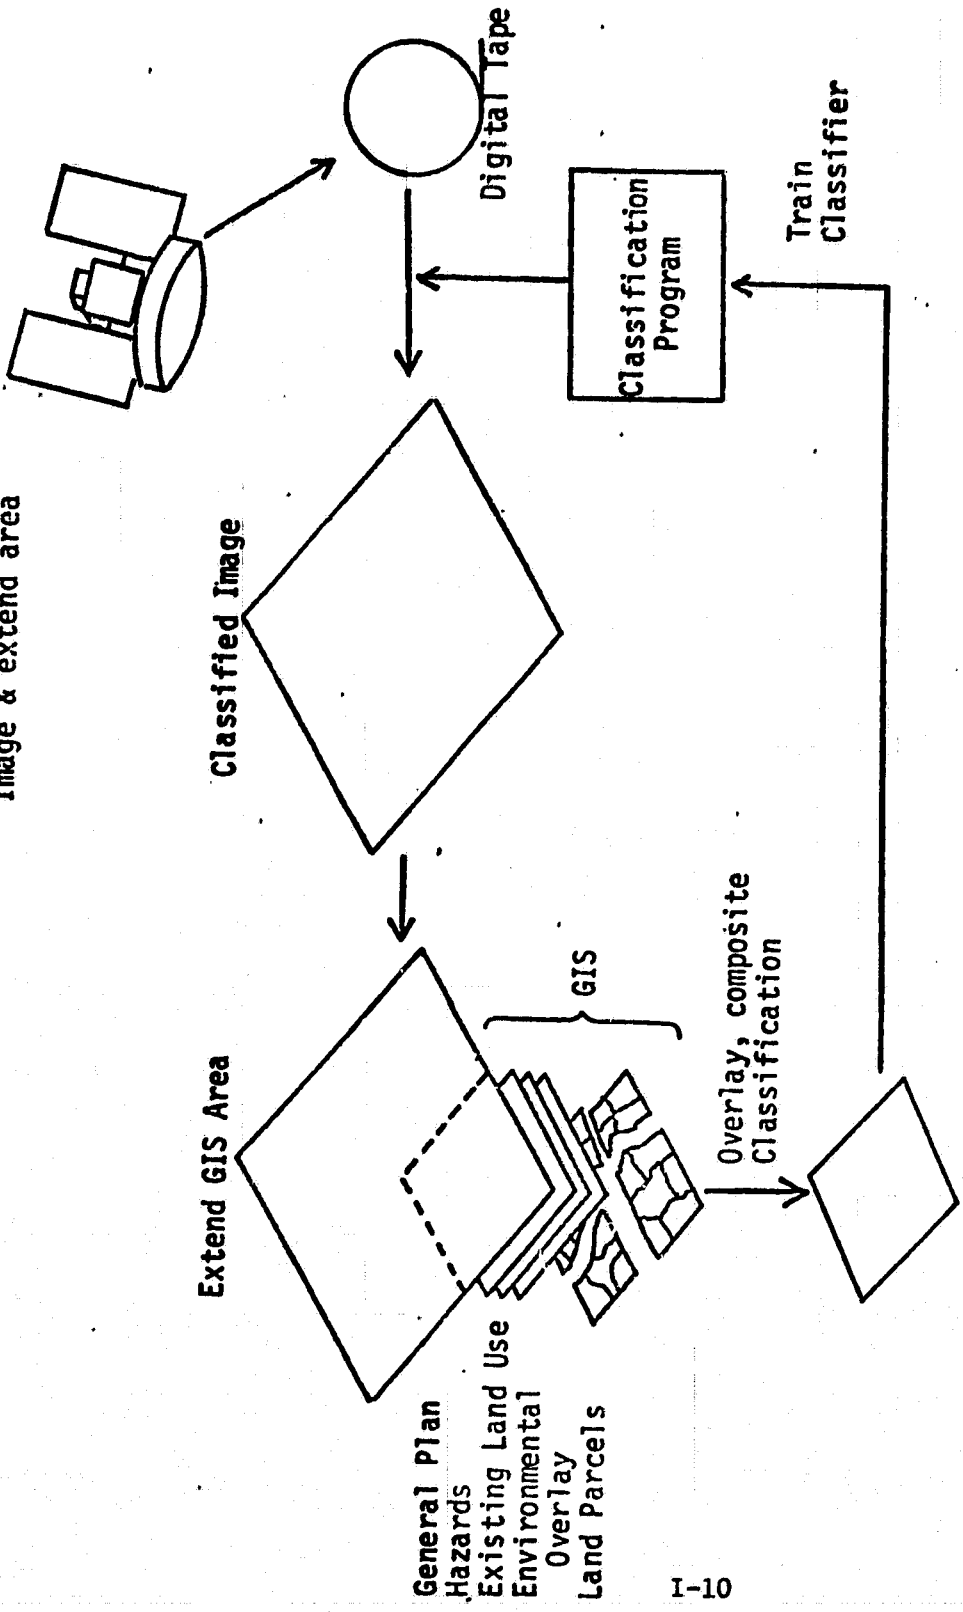 Image & extend area
Extend GIS Area
Classified Image
Digital Tape
General Plan
Hazards
Existing Land Use
Environmental
Overlay
Land Parcels
GIS
Classification
Program
Overlay, composite
Classification
Train
Classifier
I-10